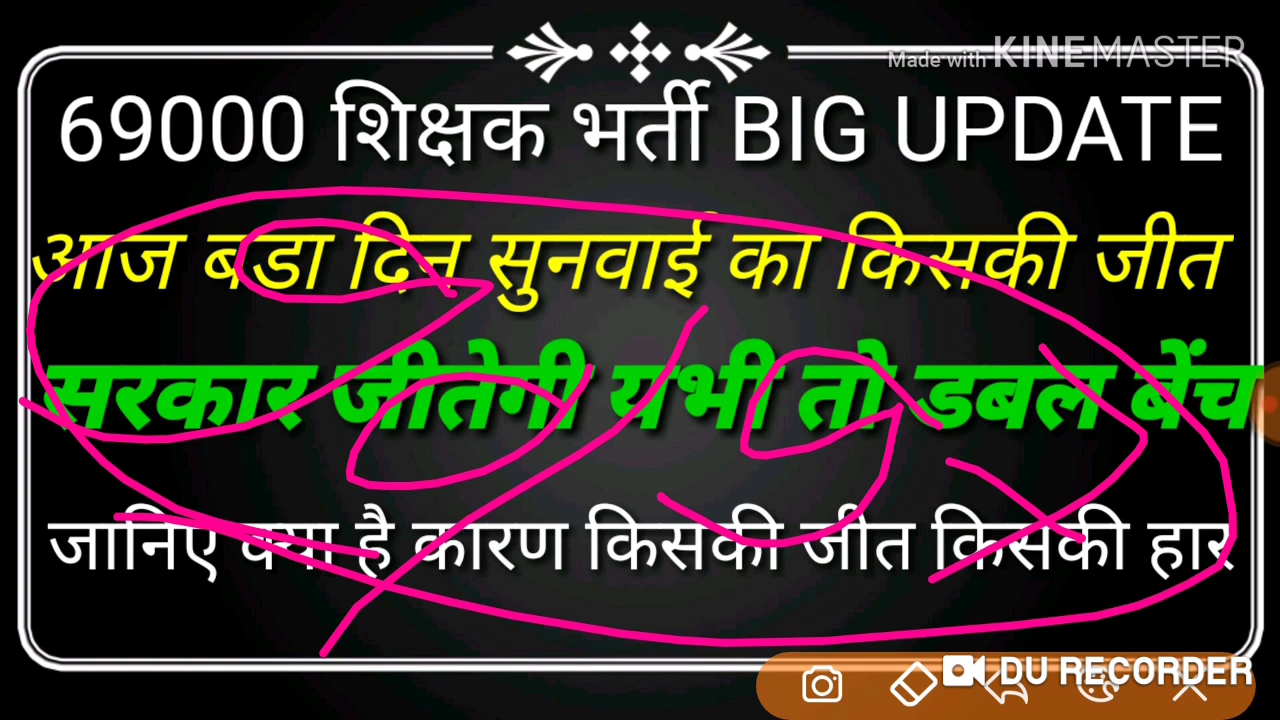 Made with KINEMASTER
69000 शिक्षक भर्ती BIG UPDATE
आज बडा दिन सुनवाई का किसकी जीत
सरकार जीतेगी यभी तो डबल बेंच
जानिए क्या है कारण किसकी जीत किसकी हार
DU RECORDER